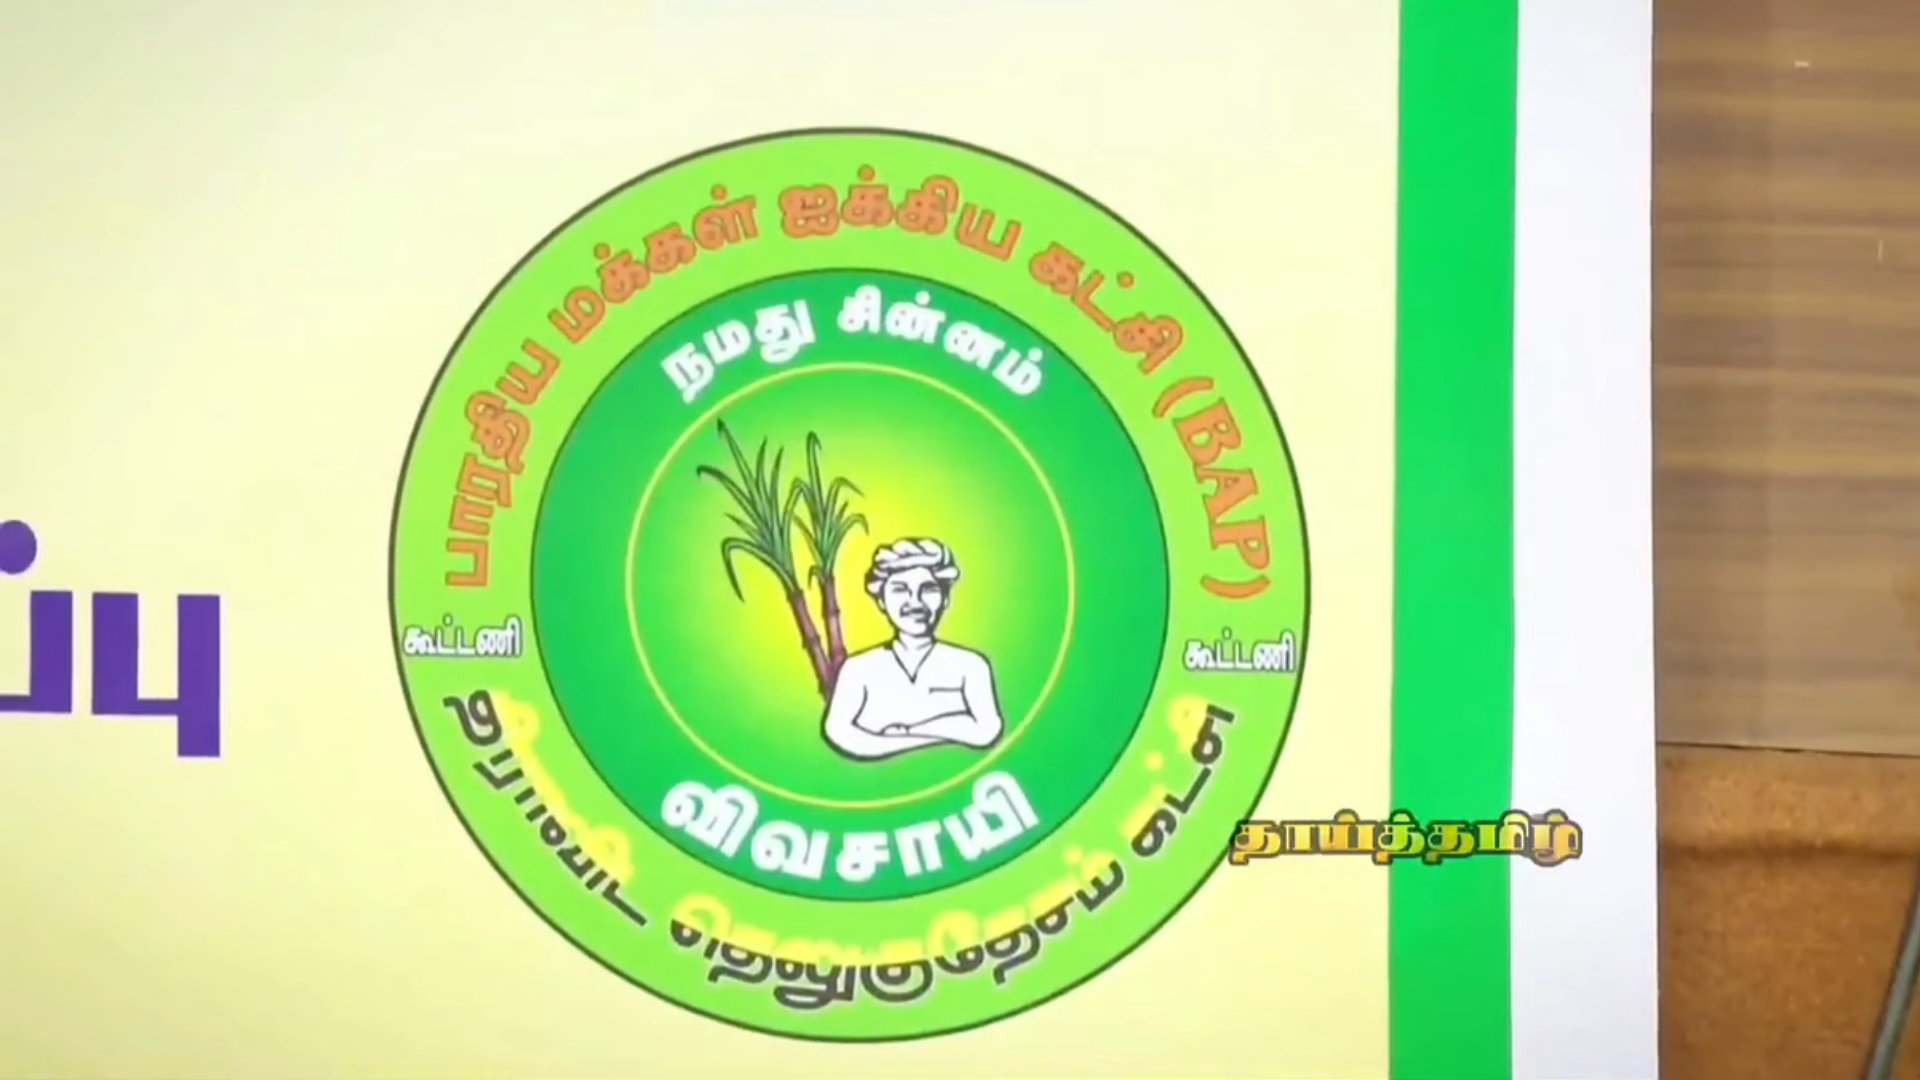 பாரதிய மக்கள் ஐக்கிய கட்சி (BAP)
நமது சின்னம்
கூட்டணி
கூட்டணி
விவசாயி
திராவிட தெலுகுதேசம் கட்சி
தாய்த்தமிழ்